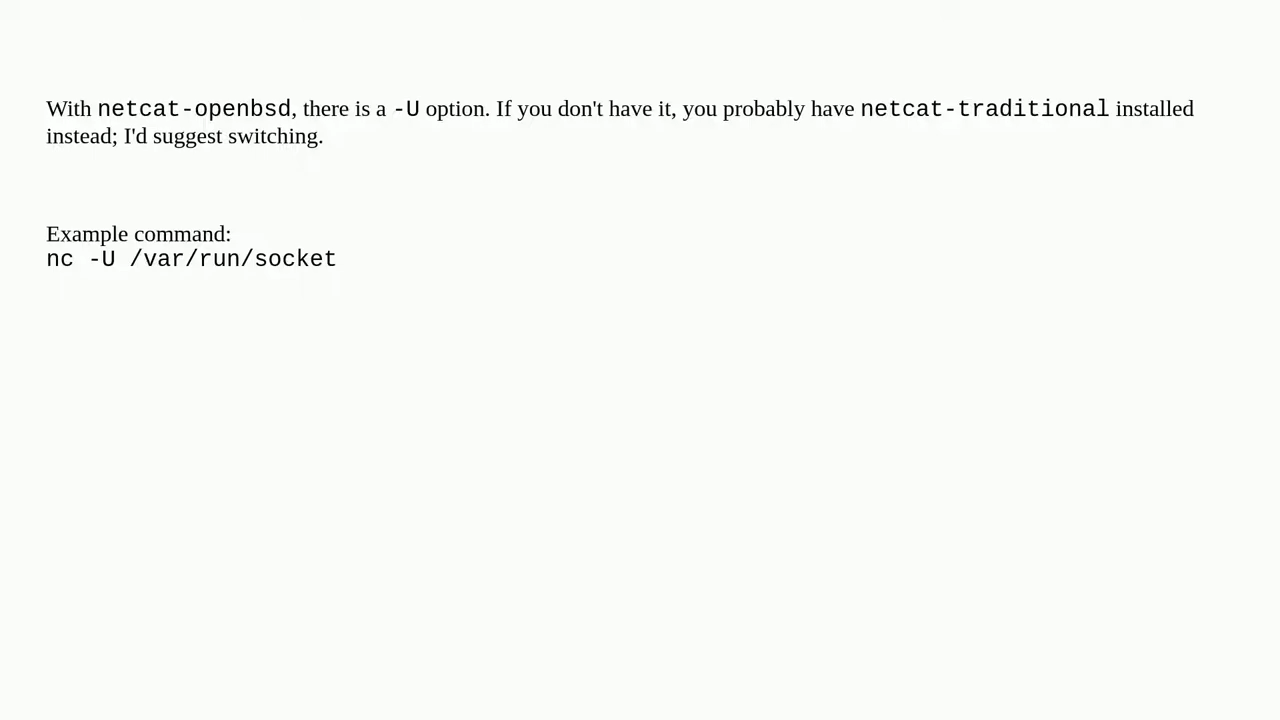 With netcat-openbsd, there is a -U option. If you don't have it, you probably have netcat-traditional installed
instead; I'd suggest switching.
Example command:
nc -U /var/run/socket